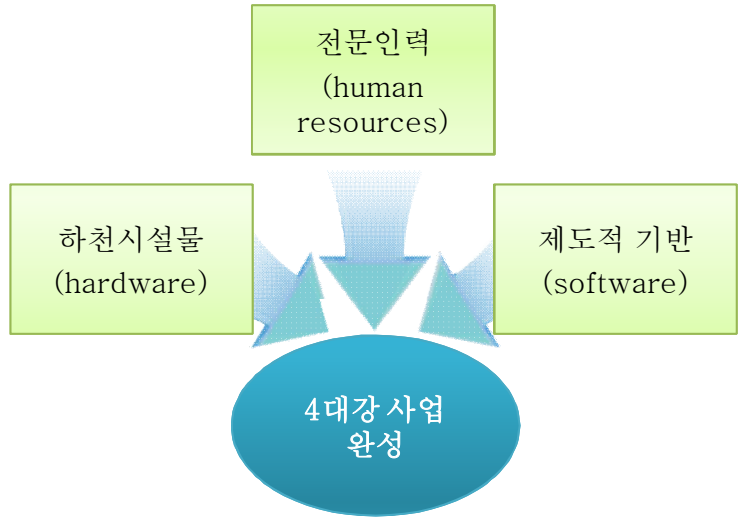 전문인력
(human
resources)
하천시설물
(hardware)
제도적 기반
(software)
4대강 사업
완성